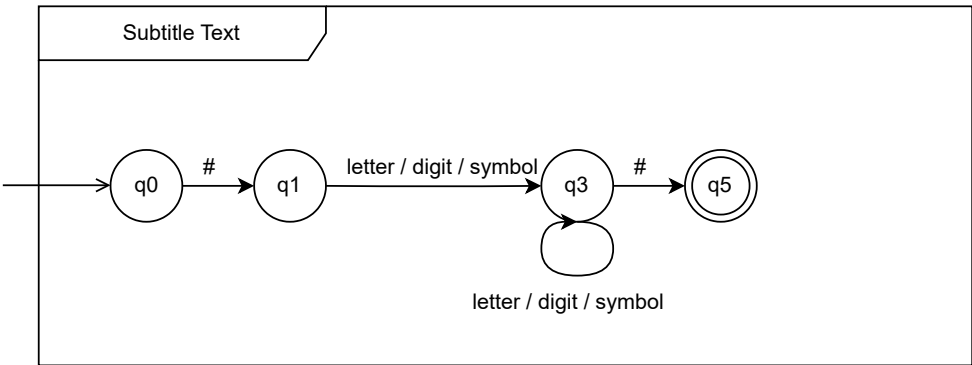 Subtitle Text
q0
#
q1
letter / digit / symbol
q3
#
q5
letter / digit / symbol